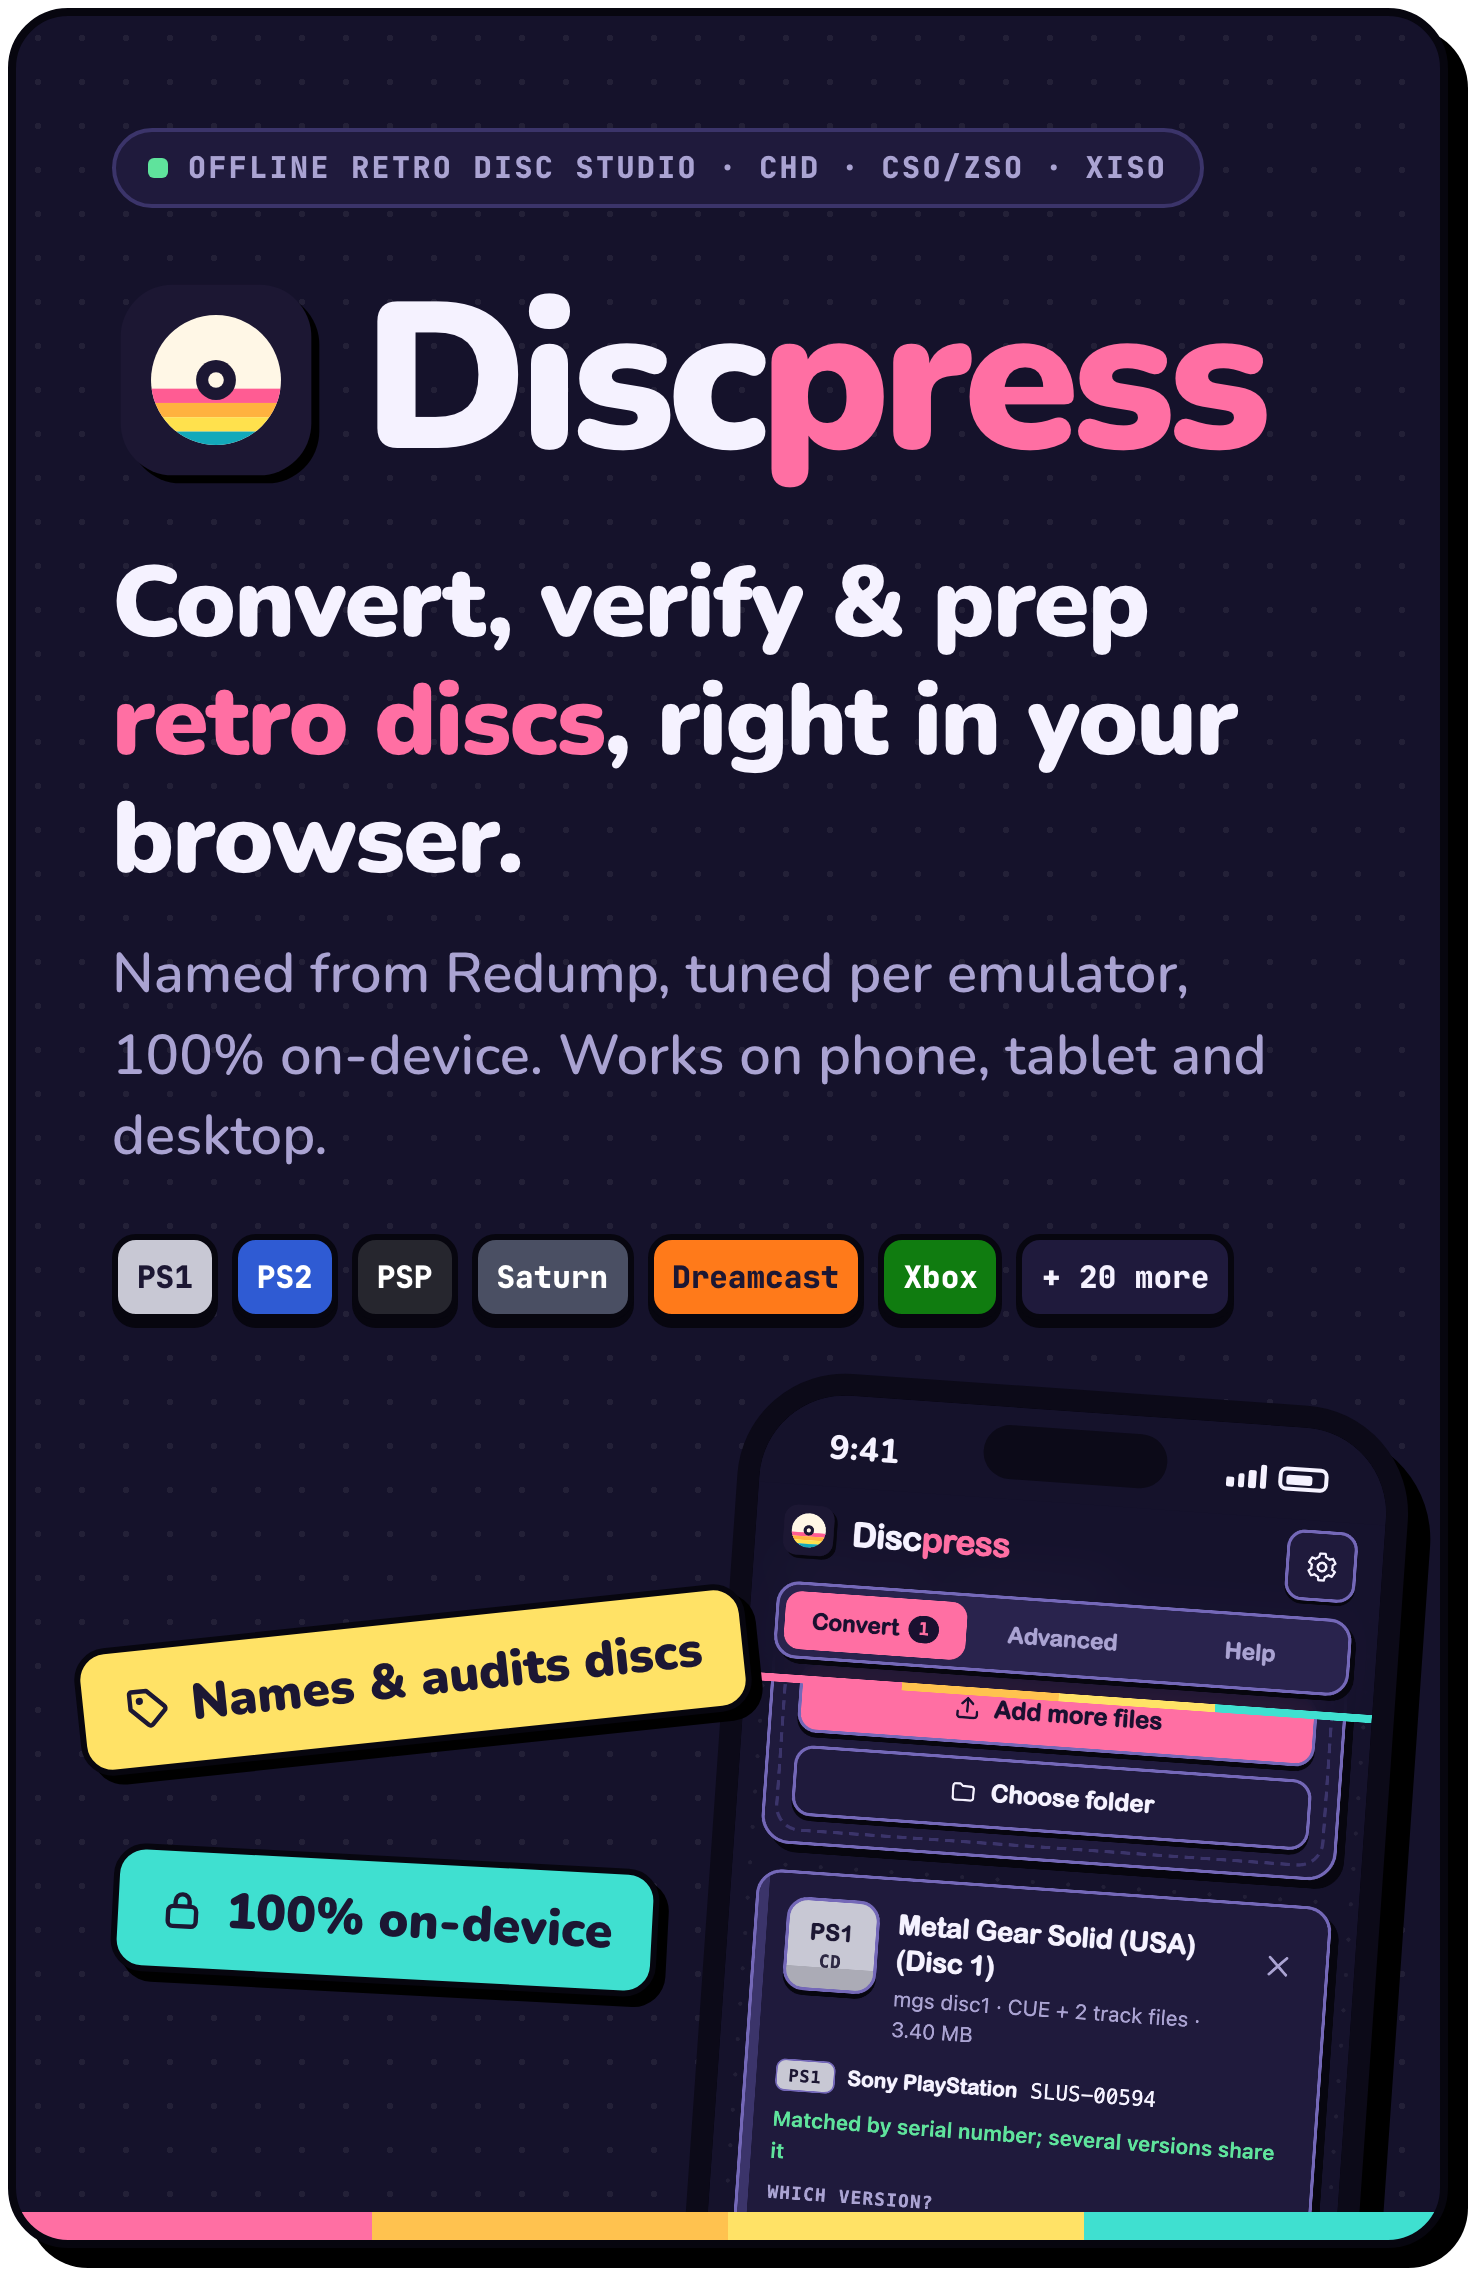 OFFLINE RETRO DISC STUDIO · CHD · CSO/ZSO · XISO
Discpress
Convert, verify & prep
retro discs, right in your
browser.
Named from Redump, tuned per emulator,
100% on-device. Works on phone, tablet and
desktop.
PS1 PS2 PSP Saturn Dreamcast Xbox + 20 more
9:41
Discpress
Convert 1 Advanced Help
Add more files
Choose folder
Names & audits discs
100% on-device
PS1
CD
Metal Gear Solid (USA)
(Disc 1)
mgs disc1 · CUE + 2 track files ·
3.40 MB
PS1 Sony PlayStation SLUS-00594
Matched by serial number; several versions share
it
WHICH VERSION?